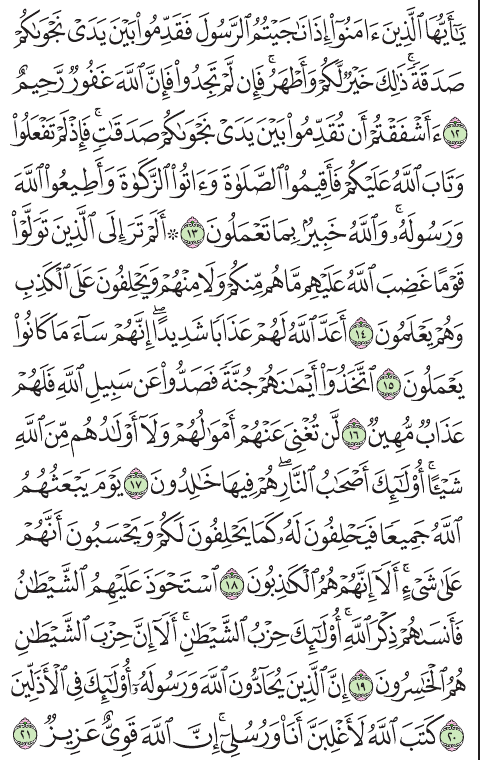 يَٰٓأَيُّهَا ٱلَّذِينَ ءَامَنُوٓا۟ إِذَا نَٰجَيْتُمُ ٱلرَّسُولَ فَقَدِّمُوا۟ بَيْنَ يَدَىْ نَجْوَىٰكُمْ
صَدَقَةً ۚ ذَٰلِكَ خَيْرٌ لَّكُمْ وَأَطْهَرُ ۚ فَإِن لَّمْ تَجِدُوا۟ فَإِنَّ ٱللَّهَ غَفُورٌ رَّحِيمٌ
١٢ ءَأَشْفَقْتُمْ أَن تُقَدِّمُوا۟ بَيْنَ يَدَىْ نَجْوَىٰكُمْ صَدَقَٰتٍ ۚ فَإِذْ لَمْ تَفْعَلُوا۟
وَتَابَ ٱللَّهُ عَلَيْكُمْ فَأَقِيمُوا۟ ٱلصَّلَوٰةَ وَءَاتُوا۟ ٱلزَّكَوٰةَ وَأَطِيعُوا۟ ٱللَّهَ
وَرَسُولَهُۥ ۚ وَٱللَّهُ خَبِيرٌۢ بِمَا تَعْمَلُونَ ١٣ ۞ أَلَمْ تَرَ إِلَى ٱلَّذِينَ تَوَلَّوْا۟
قَوْمًا غَضِبَ ٱللَّهُ عَلَيْهِم مَّا هُم مِّنكُمْ وَلَا مِنْهُمْ وَيَحْلِفُونَ عَلَى ٱلْكَذِبِ
وَهُمْ يَعْلَمُونَ ١٤ أَعَدَّ ٱللَّهُ لَهُمْ عَذَابًا شَدِيدًا ۖ إِنَّهُمْ سَآءَ مَا كَانُوا۟
يَعْمَلُونَ ١٥ ٱتَّخَذُوٓا۟ أَيْمَٰنَهُمْ جُنَّةً فَصَدُّوا۟ عَن سَبِيلِ ٱللَّهِ فَلَهُمْ
عَذَابٌ مُّهِينٌ ١٦ لَّن تُغْنِىَ عَنْهُمْ أَمْوَٰلُهُمْ وَلَآ أَوْلَٰدُهُم مِّنَ ٱللَّهِ
شَيْـًٔا ۚ أُو۟لَٰٓئِكَ أَصْحَٰبُ ٱلنَّارِ ۖ هُمْ فِيهَا خَٰلِدُونَ ١٧ يَوْمَ يَبْعَثُهُمُ
ٱللَّهُ جَمِيعًا فَيَحْلِفُونَ لَهُۥ كَمَا يَحْلِفُونَ لَكُمْ ۖ وَيَحْسَبُونَ أَنَّهُمْ
عَلَىٰ شَىْءٍ ۚ أَلَآ إِنَّهُمْ هُمُ ٱلْكَٰذِبُونَ ١٨ ٱسْتَحْوَذَ عَلَيْهِمُ ٱلشَّيْطَٰنُ
فَأَنسَىٰهُمْ ذِكْرَ ٱللَّهِ ۚ أُو۟لَٰٓئِكَ حِزْبُ ٱلشَّيْطَٰنِ ۚ أَلَآ إِنَّ حِزْبَ ٱلشَّيْطَٰنِ
هُمُ ٱلْخَٰسِرُونَ ١٩ إِنَّ ٱلَّذِينَ يُحَآدُّونَ ٱللَّهَ وَرَسُولَهُۥٓ أُو۟لَٰٓئِكَ فِى ٱلْأَذَلِّينَ
٢٠ كَتَبَ ٱللَّهُ لَأَغْلِبَنَّ أَنَا۠ وَرُسُلِىٓ ۚ إِنَّ ٱللَّهَ قَوِىٌّ عَزِيزٌ ٢١